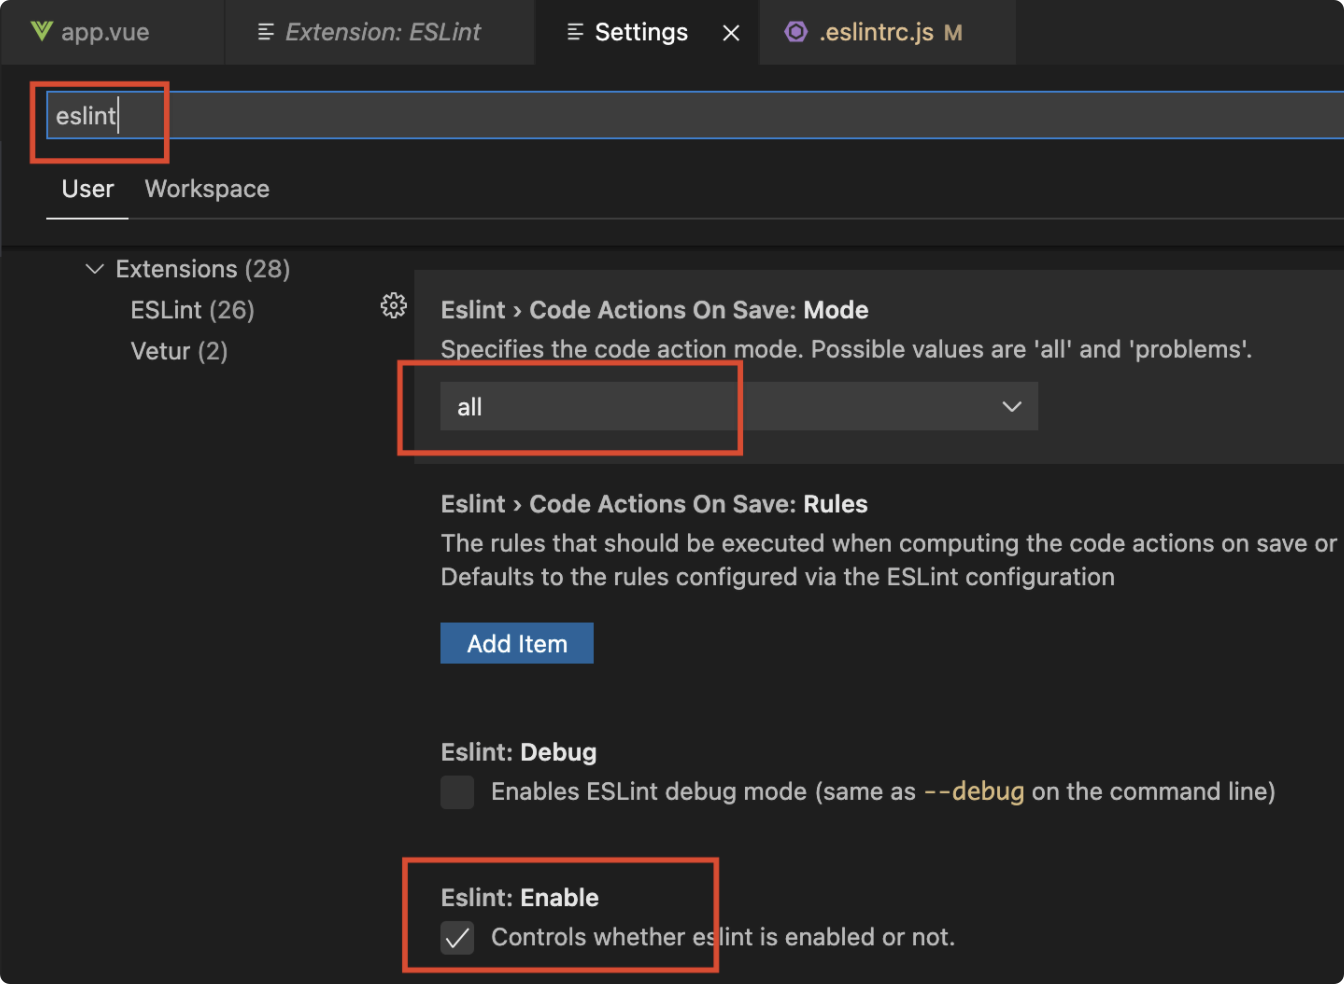 app.vue
Extension: ESLint
Settings
.eslintrc.js M
eslint
User Workspace
Extensions (28)
ESLint (26)
Vetur (2)
Eslint › Code Actions On Save: Mode
Specifies the code action mode. Possible values are 'all' and 'problems'.
all
Eslint › Code Actions On Save: Rules
The rules that should be executed when computing the code actions on save or
Defaults to the rules configured via the ESLint configuration
Add Item
Eslint: Debug
Enables ESLint debug mode (same as --debug on the command line)
Eslint: Enable
Controls whether eslint is enabled or not.